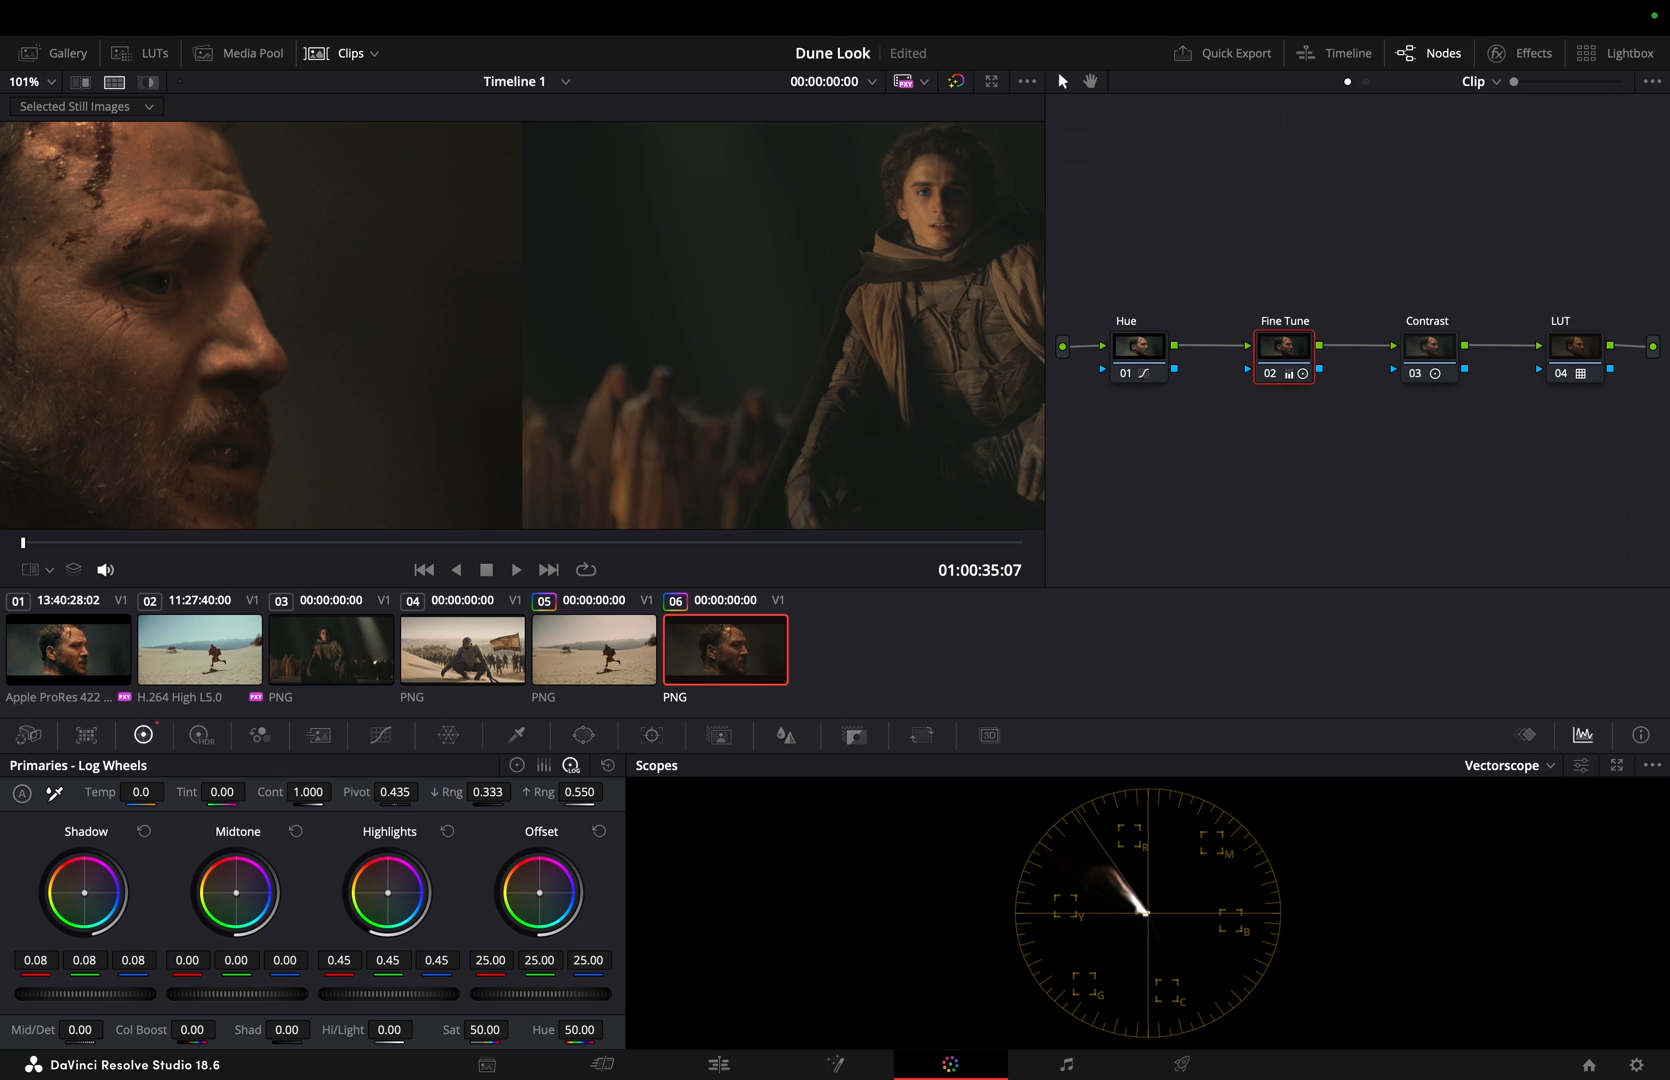 Gallery LUTs Media Pool Clips Dune Look Edited Quick Export Timeline Nodes Effects Lightbox
101% Timeline 1 00:00:00:00 PXY Clip
Selected Still Images
Hue Fine Tune Contrast LUT
01 02 03 04
01:00:35:07
01 13:40:28:02 V1 02 11:27:40:00 V1 03 00:00:00:00 V1 04 00:00:00:00 V1 05 00:00:00:00 V1 06 00:00:00:00 V1
Apple ProRes 422 ... PXY H.264 High L5.0 PXY PNG PNG PNG PNG
HDR 3D
Primaries - Log Wheels LOG Scopes Vectorscope
A Temp 0.0 Tint 0.00 Cont 1.000 Pivot 0.435 ↓ Rng 0.333 ↑ Rng 0.550
Shadow Midtone Highlights Offset
R M
Y B
G C
0.08 0.08 0.08 0.00 0.00 0.00 0.45 0.45 0.45 25.00 25.00 25.00
Mid/Det 0.00 Col Boost 0.00 Shad 0.00 Hi/Light 0.00 Sat 50.00 Hue 50.00
DaVinci Resolve Studio 18.6